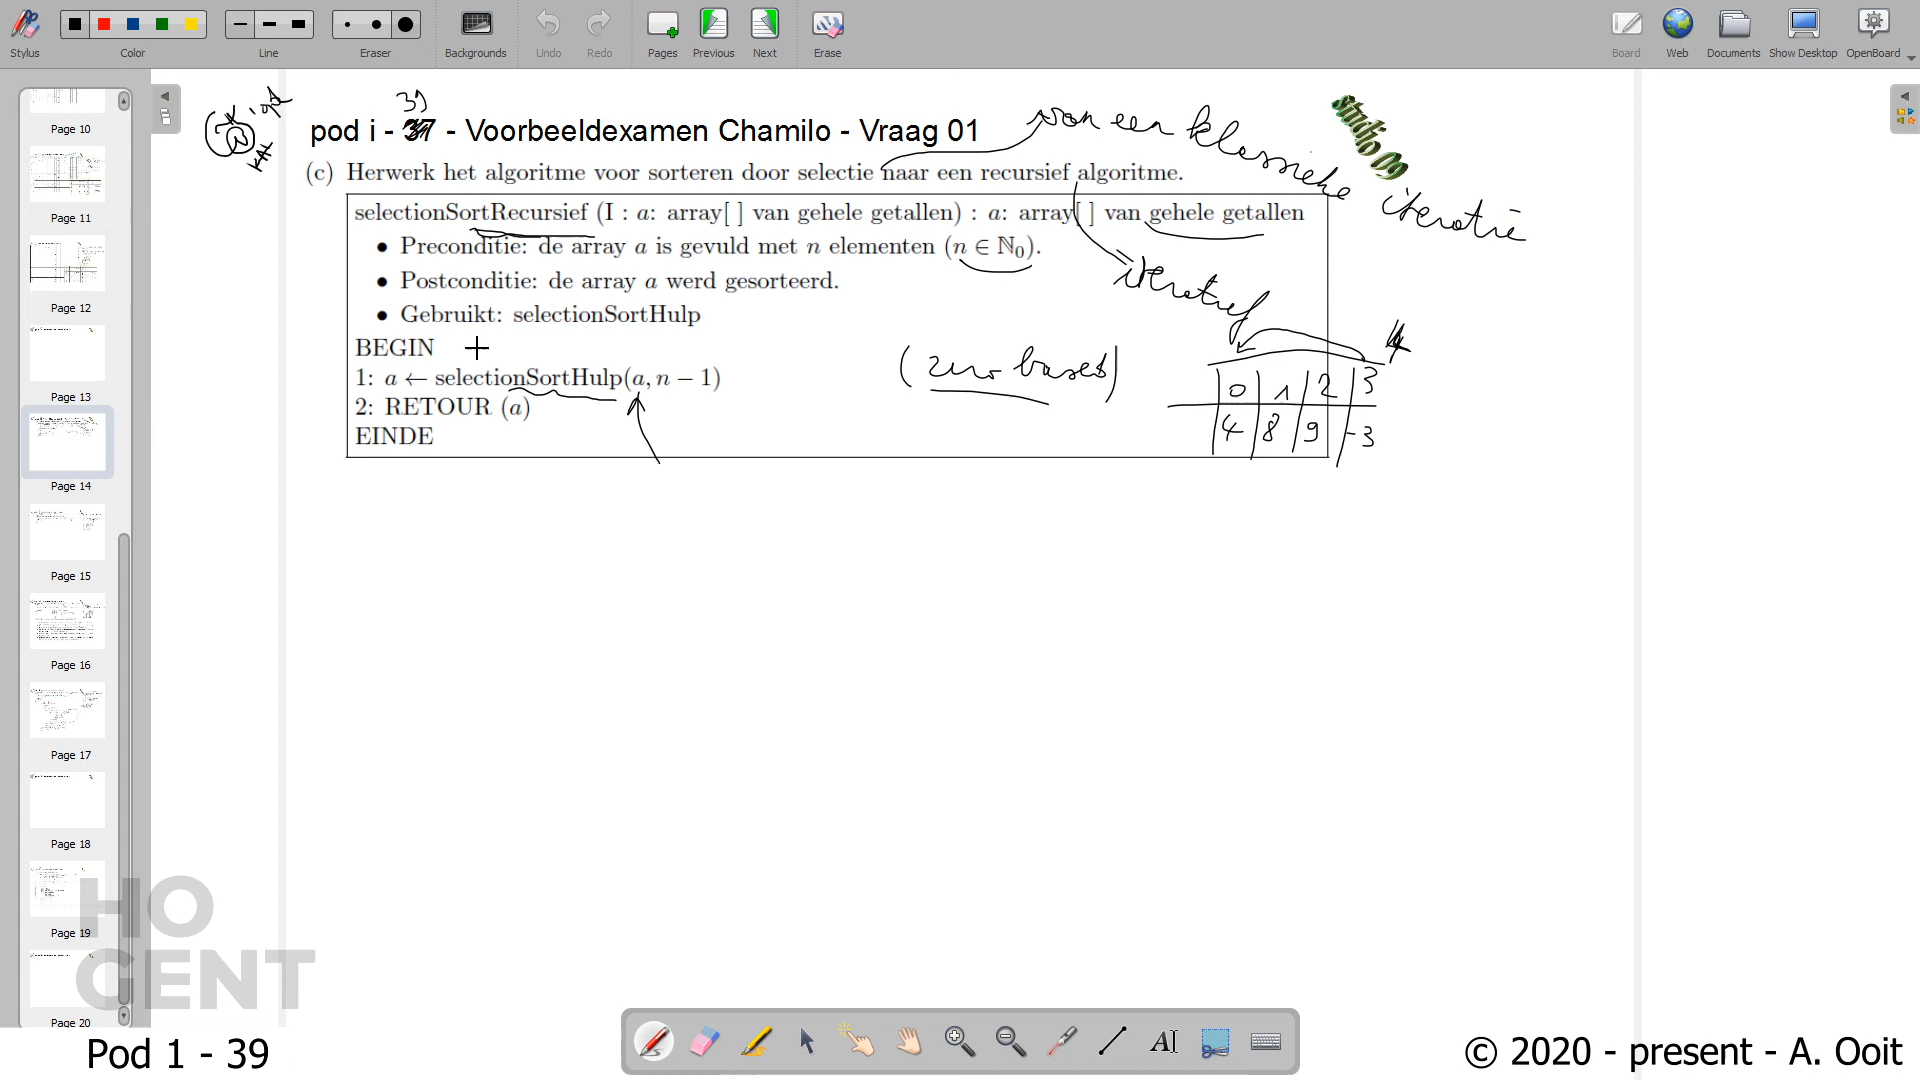 Stylus
Color
Line
Eraser
Backgrounds
Undo
Redo
Pages
Previous
Next
Erase
Board
Web
Documents
Show Desktop
OpenBoard
Page 10
Page 11
Page 12
Page 13
Page 14
Page 15
Page 16
Page 17
Page 18
Page 19
Page 20
39
pod i - 37 - Voorbeeldexamen Chamilo - Vraag 01
van een klassieke iteratie
(c) Herwerk het algoritme voor sorteren door selectie naar een recursief algoritme.
selectionSortRecursief (I : a: array[ ] van gehele getallen) : a: array[ ] van gehele getallen
• Preconditie: de array a is gevuld met n elementen (n ∈ ℕ₀).
• Postconditie: de array a werd gesorteerd.
• Gebruikt: selectionSortHulp
BEGIN
1: a ← selectionSortHulp(a, n − 1)
2: RETOUR (a)
EINDE
iteratief
(zero based)
4
0 1 2 3
4 8 9 -3
HO
GENT
Pod 1 - 39
© 2020 - present - A. Ooit